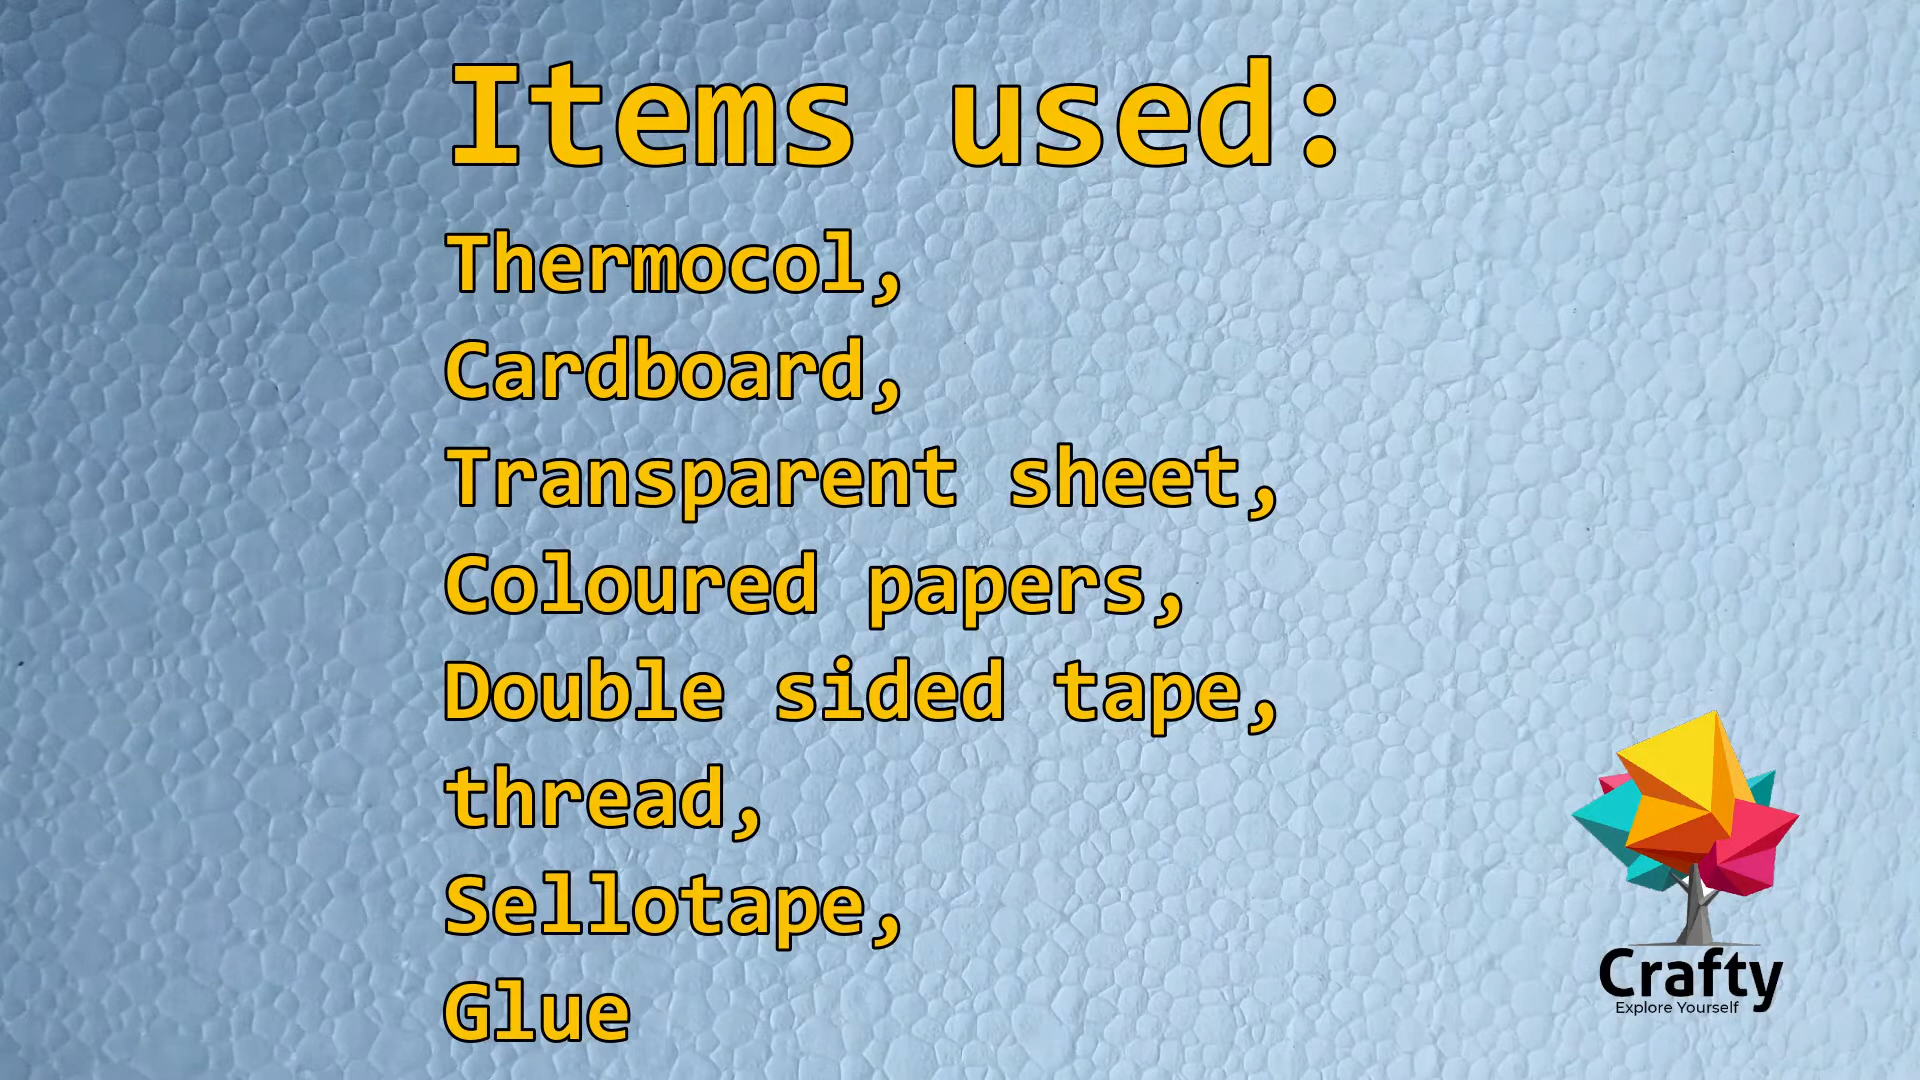 Items used:
Thermocol,
Cardboard,
Transparent sheet,
Coloured papers,
Double sided tape,
thread,
Sellotape,
Glue
Crafty
Explore Yourself